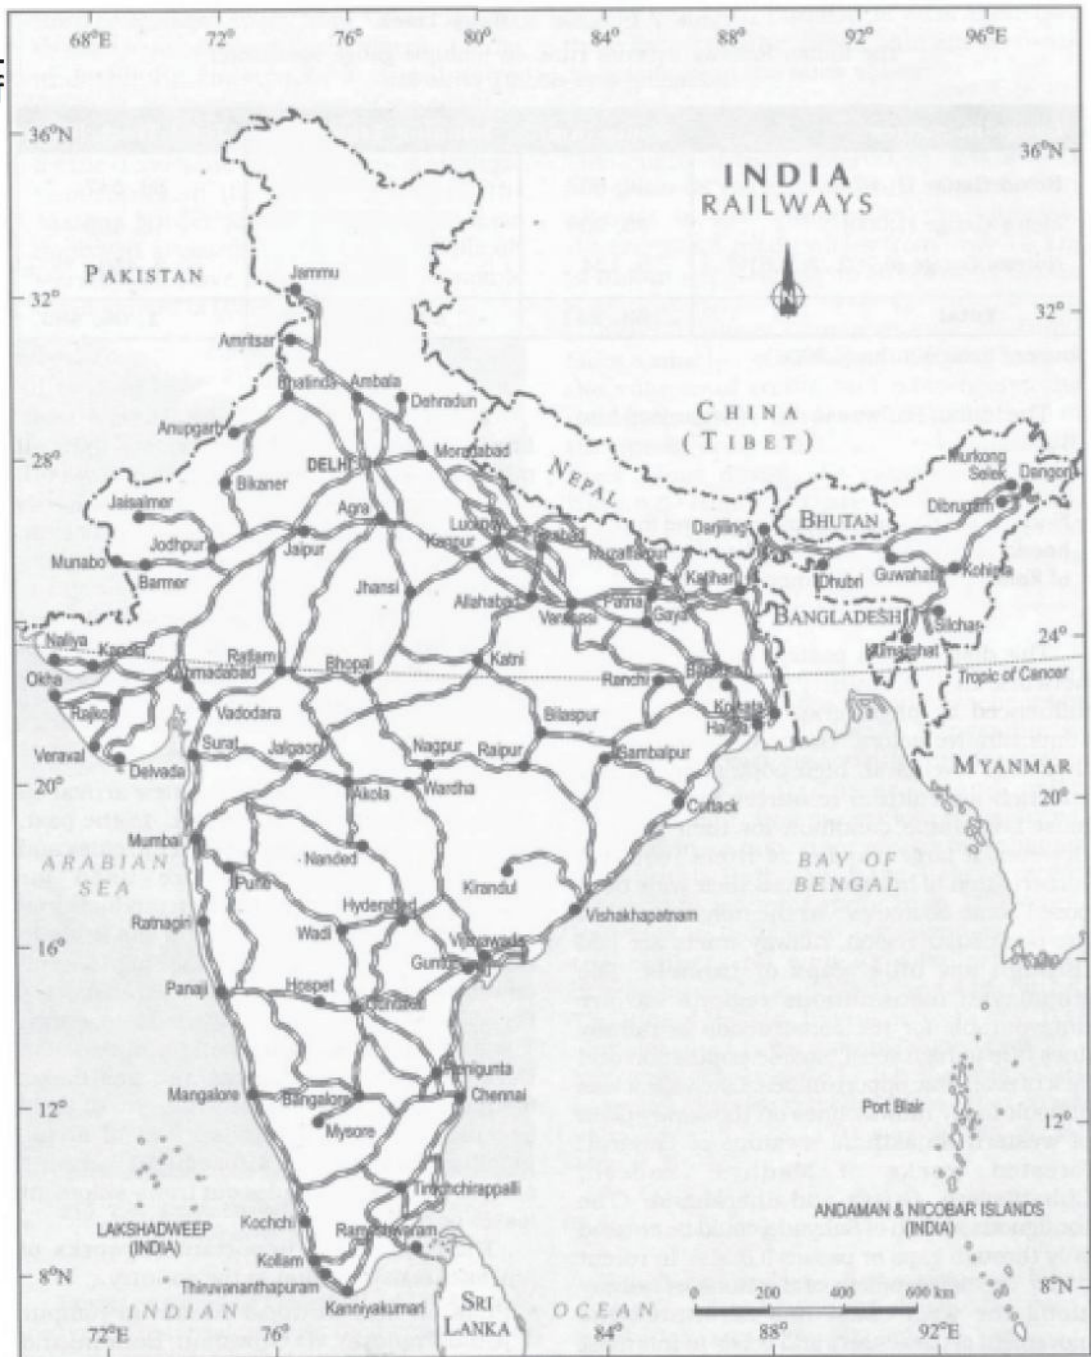 68°E 72° 76° 80° 84° 88° 92° 96°E
36°N
36°N
INDIA
RAILWAYS
N
PAKISTAN
Jammu
32°
32°
Amritsar
Bhatinda Ambala
Dehradun
CHINA
(TIBET)
Anupgarh
28°
DELHI
Moradabad
NEPAL
Murkong
Selek
Dangori
Bikaner
Jaisalmer
Agra
Lucknow
Darjiling
BHUTAN
Dibrugarh
Jodhpur
Jaipur
Kanpur
Muzaffarpur
Katihar
Munabo
Barmer
Dhubri
Guwahati
Kohima
Jhansi
Allahabad
Varanasi
Patna
Gaya
BANGLADESH
Silchar
24°
Naliya
Kandla
Ratlam
Bhopal
Katni
Kumarghat
Okha
Ahmadabad
Ranchi
Tropic of Cancer
Rajkot
Vadodara
Bilaspur
Kolkata
Haldia
Veraval
Surat
Jalgaon
Nagpur
Raipur
Sambalpur
Delvada
20°
Akola
Wardha
MYANMAR
20°
Cuttack
Mumbai
ARABIAN
SEA
Nanded
BAY OF
BENGAL
Pune
Kirandul
Hyderabad
Vishakhapatnam
Ratnagiri
Wadi
Vijayawada
16°
16°
Panaji
Hospet
Guntakal
Renigunta
Mangalore
Bangalore
Chennai
12°
Port Blair
12°
Mysore
Tiruchchirappalli
LAKSHADWEEP
(INDIA)
Kochchi
Rameshwaram
ANDAMAN & NICOBAR ISLANDS
(INDIA)
Kollam
8°N
Thiruvananthapuram
8°N
Kanniyakumari
SRI
LANKA
INDIAN OCEAN
0 200 400 600 km
72°E 76° 84° 88° 92°E